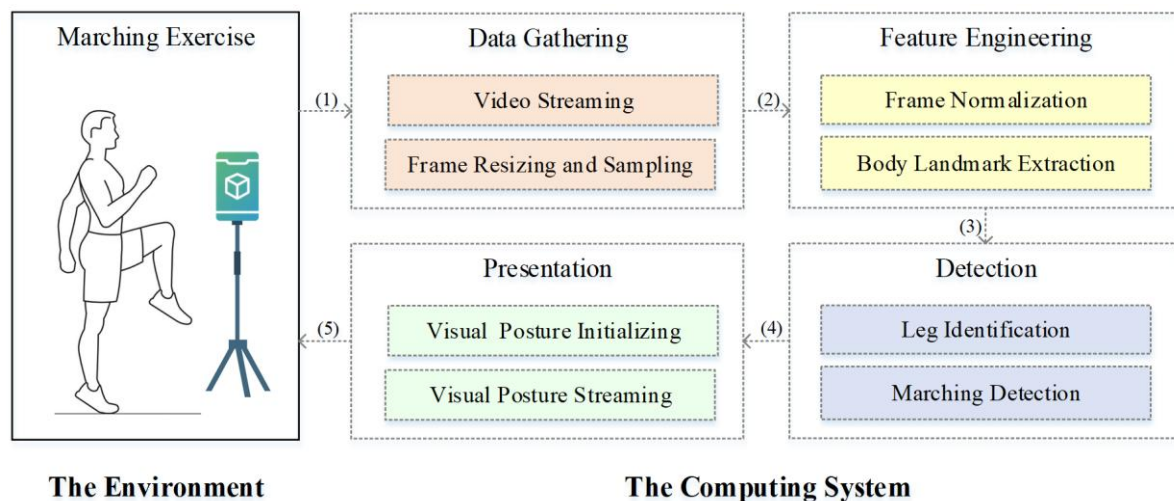 Marching Exercise
Data Gathering
Video Streaming
Frame Resizing and Sampling
Feature Engineering
Frame Normalization
Body Landmark Extraction
(1)
(2)
(3)
Presentation
Visual Posture Initializing
Visual Posture Streaming
Detection
Leg Identification
Marching Detection
(4)
(5)
The Environment
The Computing System